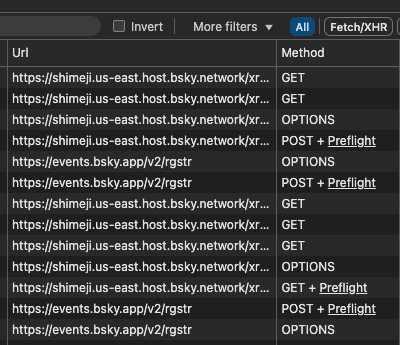 Invert More filters All Fetch/XHR
Url Method
https://shimeji.us-east.host.bsky.network/xr... GET
https://shimeji.us-east.host.bsky.network/xr... GET
https://shimeji.us-east.host.bsky.network/xr... OPTIONS
https://shimeji.us-east.host.bsky.network/xr... POST + Preflight
https://events.bsky.app/v2/rgstr OPTIONS
https://events.bsky.app/v2/rgstr POST + Preflight
https://shimeji.us-east.host.bsky.network/xr... GET
https://shimeji.us-east.host.bsky.network/xr... GET
https://shimeji.us-east.host.bsky.network/xr... GET
https://shimeji.us-east.host.bsky.network/xr... OPTIONS
https://shimeji.us-east.host.bsky.network/xr... GET + Preflight
https://events.bsky.app/v2/rgstr POST + Preflight
https://events.bsky.app/v2/rgstr OPTIONS